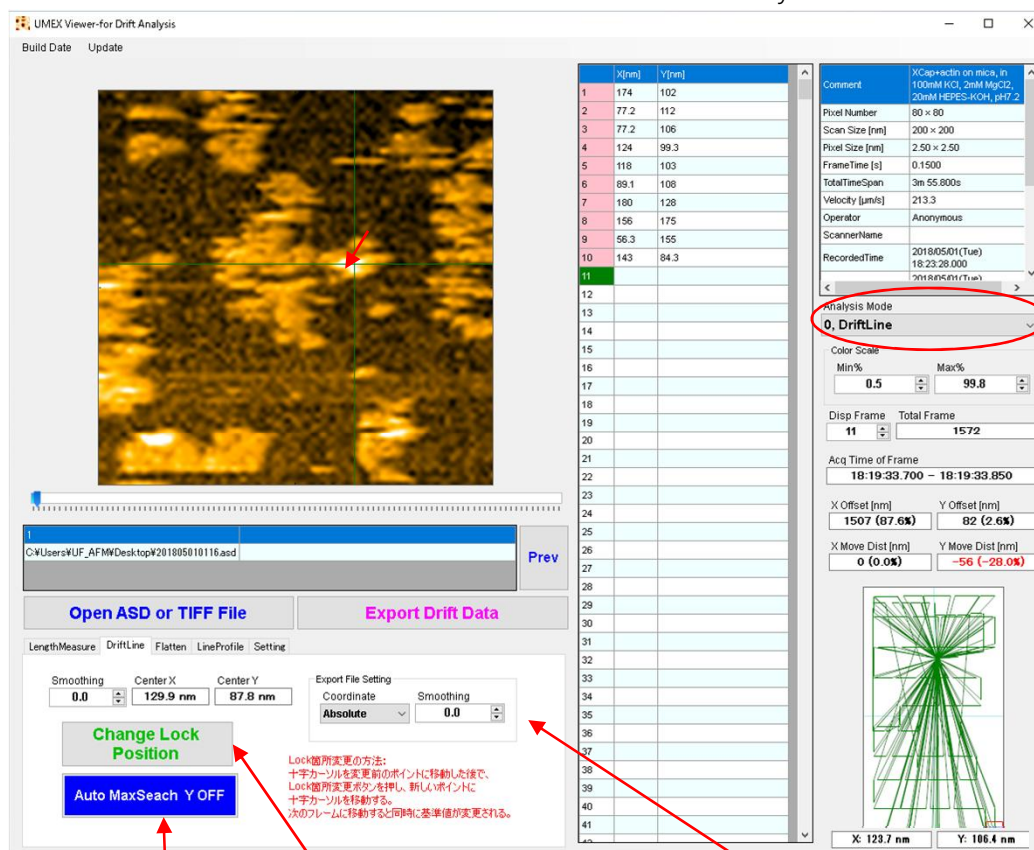 UMEX Viewer-for Drift Analysis
Build Date Update
X[nm] Y[nm]
1 174 102
2 77.2 112
3 77.2 106
4 124 99.3
5 118 103
6 89.1 108
7 180 128
8 156 175
9 56.3 155
10 143 84.3
11
12
13
14
15
16
17
18
19
20
21
22
23
24
25
26
27
28
29
30
31
32
33
34
35
36
37
38
39
40
41
Comment XCap+actin on mica, in
100mM KCl, 2mM MgCl2,
20mM HEPES-KOH, pH7.2
Pixel Number 80 × 80
Scan Size [nm] 200 × 200
Pixel Size [nm] 2.50 × 2.50
FrameTime [s] 0.1500
TotalTimeSpan 3m 55.800s
Velocity [μm/s] 213.3
Operator Anonymous
ScannerName
RecordedTime 2018/05/01(Tue)
18:23:28.000
2018/05/01(Tue)
Analysis Mode
0, DriftLine
Color Scale
Min% Max%
0.5 99.8
Disp Frame Total Frame
11 1572
Acq Time of Frame
18:19:33.700 - 18:19:33.850
X Offset [nm] Y Offset [nm]
1507 (87.6%) 82 (2.6%)
X Move Dist [nm] Y Move Dist [nm]
0 (0.0%) -56 (-28.0%)
X: 123.7 nm Y: 106.4 nm
1
C:¥Users¥UF_AFM¥Desktop¥201805010116.asd
Prev
Open ASD or TIFF File Export Drift Data
LengthMeasure DriftLine Flatten LineProfile Setting
Smoothing Center X Center Y
0.0 129.9 nm 87.8 nm
Export File Setting
Coordinate Smoothing
Absolute 0.0
Change Lock
Position
Auto MaxSeach Y OFF
Lock箇所変更の方法:
十字カーソルを変更前のポイントに移動した後で、
Lock箇所変更ボタンを押し、新しいポイントに
十字カーソルを移動する。
次のフレームに移動すると同時に基準値が変更される。